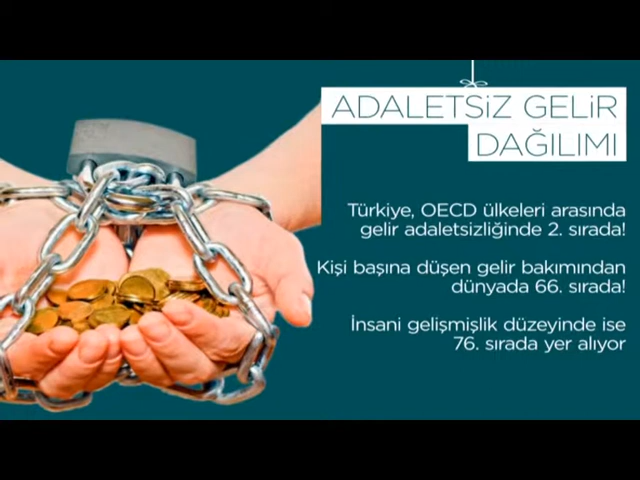 ADALETSİZ GELİR
DAĞILIMI
Türkiye, OECD ülkeleri arasında
gelir adaletsizliğinde 2. sırada!
Kişi başına düşen gelir bakımından
dünyada 66. sırada!
İnsani gelişmişlik düzeyinde ise
76. sırada yer alıyor